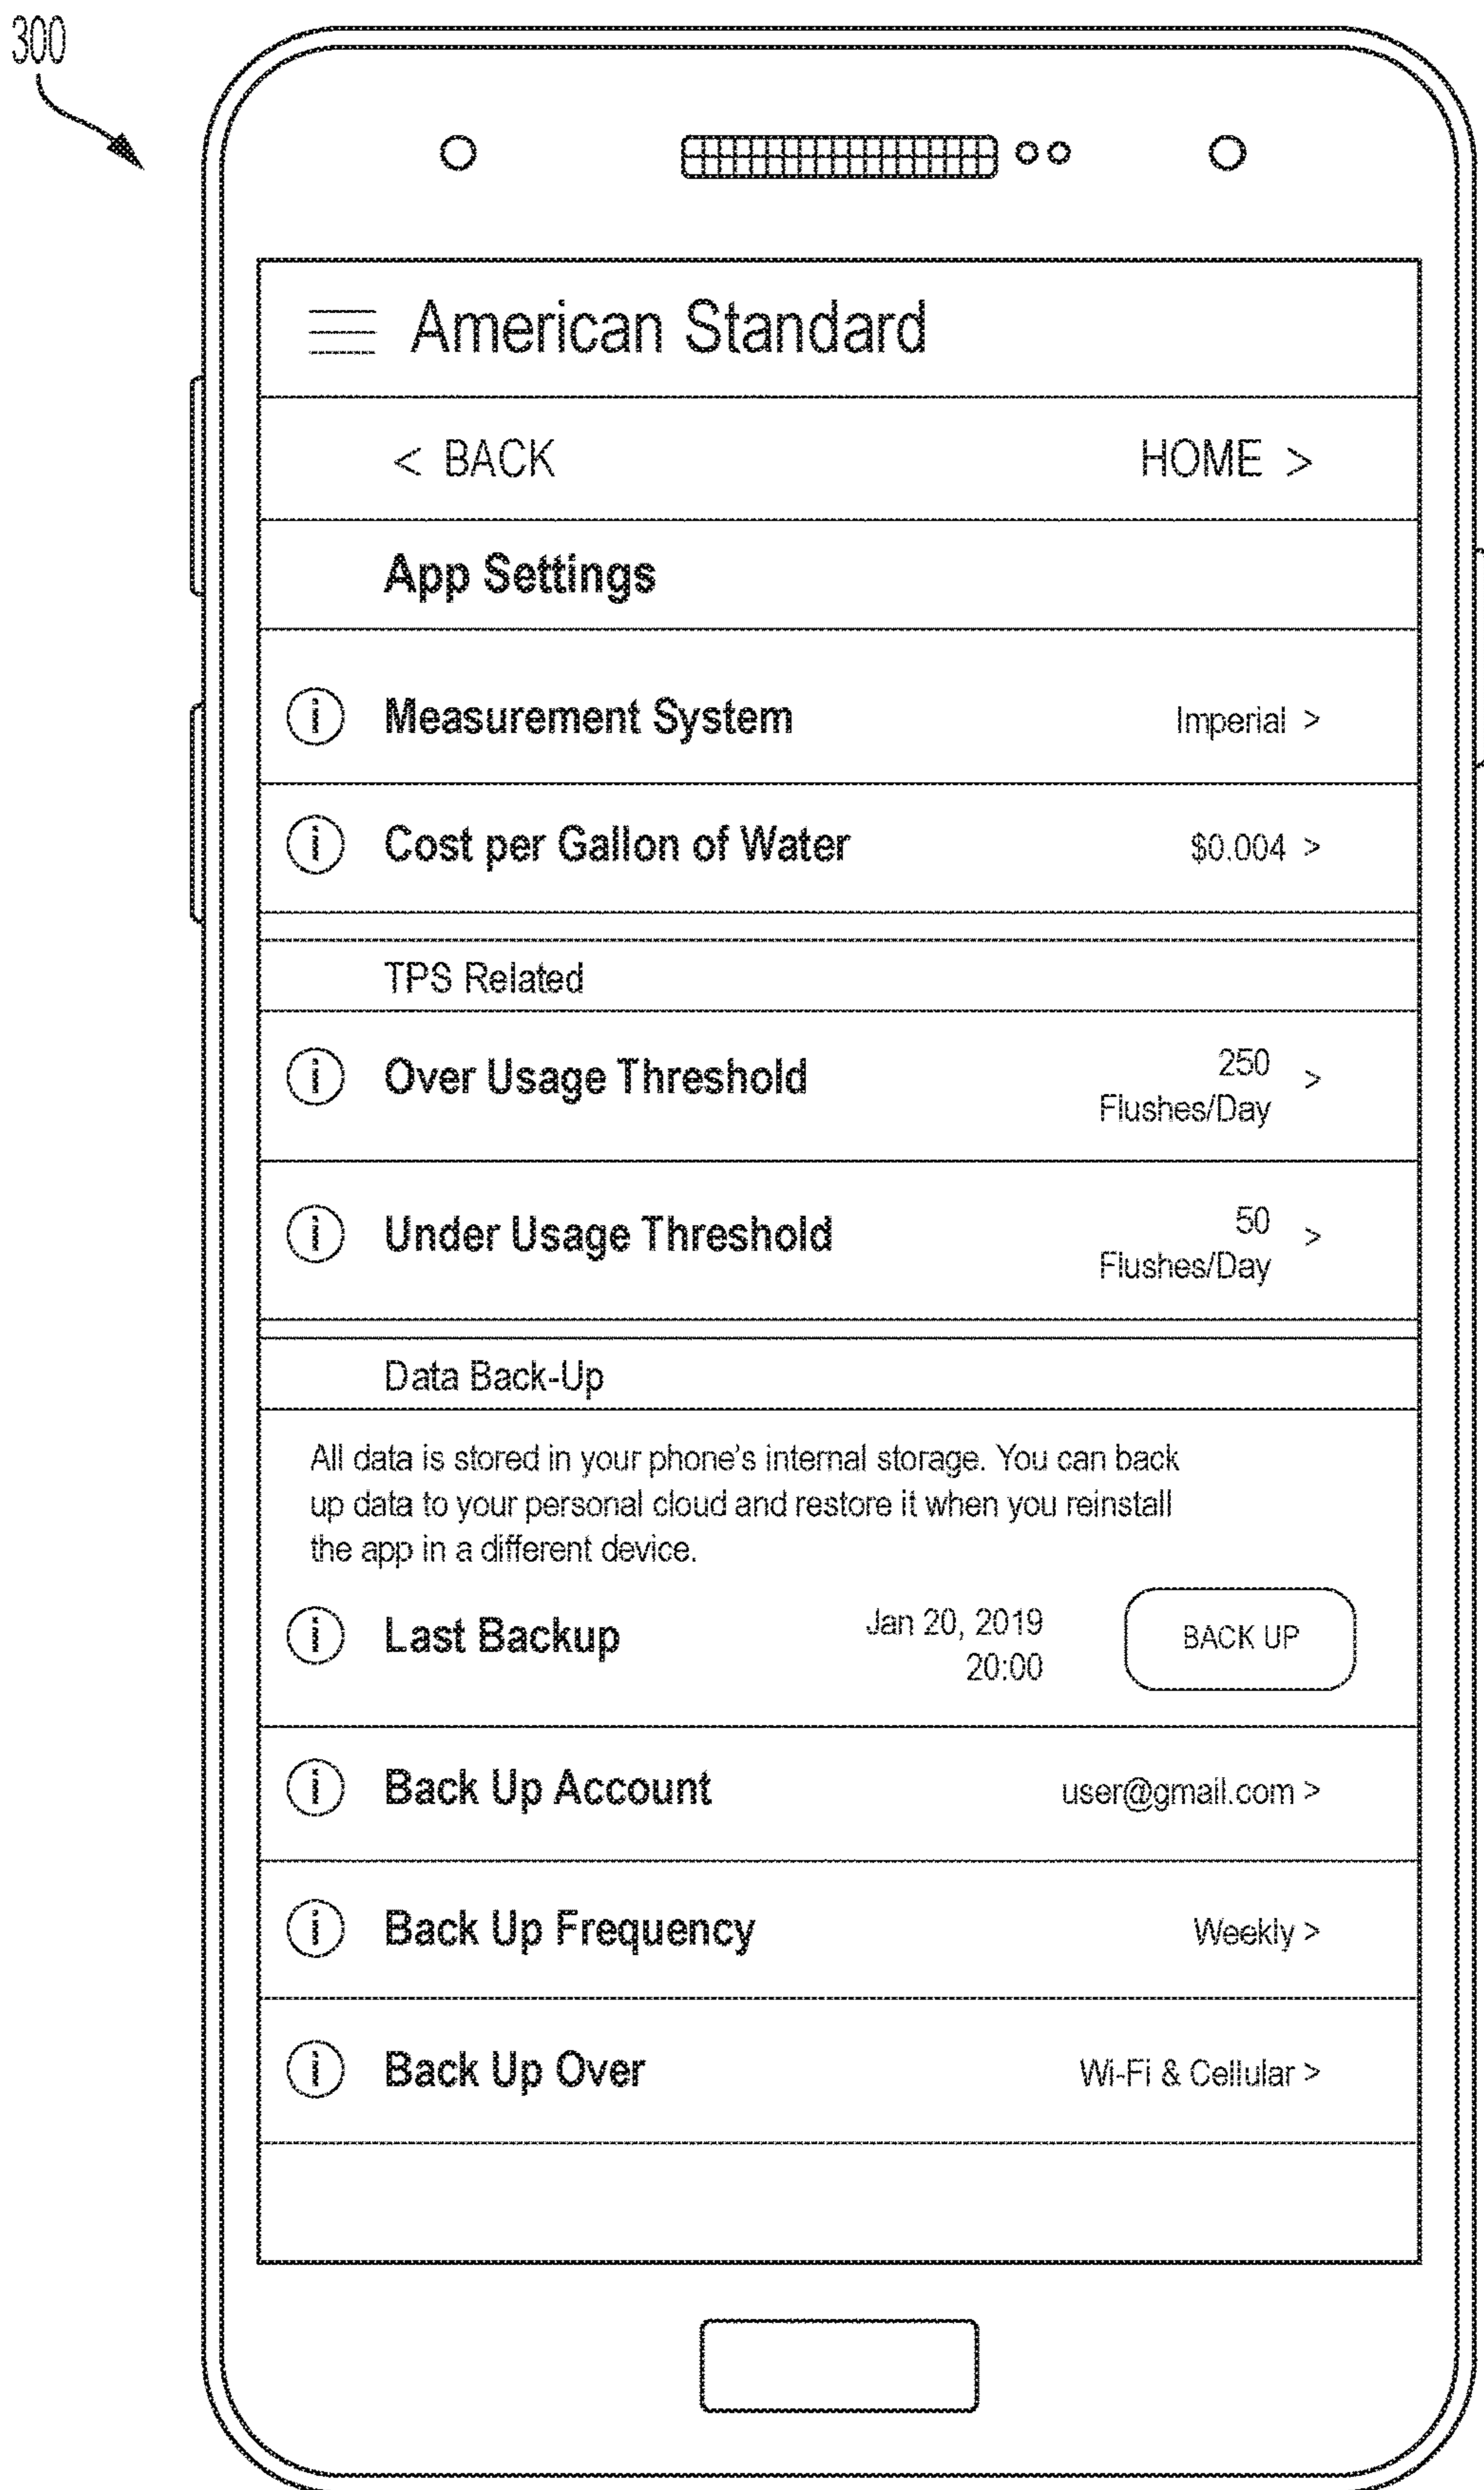 300
American Standard
< BACK HOME >
App Settings
i Measurement System Imperial >
i Cost per Gallon of Water $0.004 >
TPS Related
i Over Usage Threshold 250 Flushes/Day >
i Under Usage Threshold 50 Flushes/Day >
Data Back-Up
All data is stored in your phone's internal storage. You can back
up data to your personal cloud and restore it when you reinstall
the app in a different device.
i Last Backup Jan 20, 2019 20:00 BACK UP
i Back Up Account user@gmail.com >
i Back Up Frequency Weekly >
i Back Up Over Wi-Fi & Cellular >